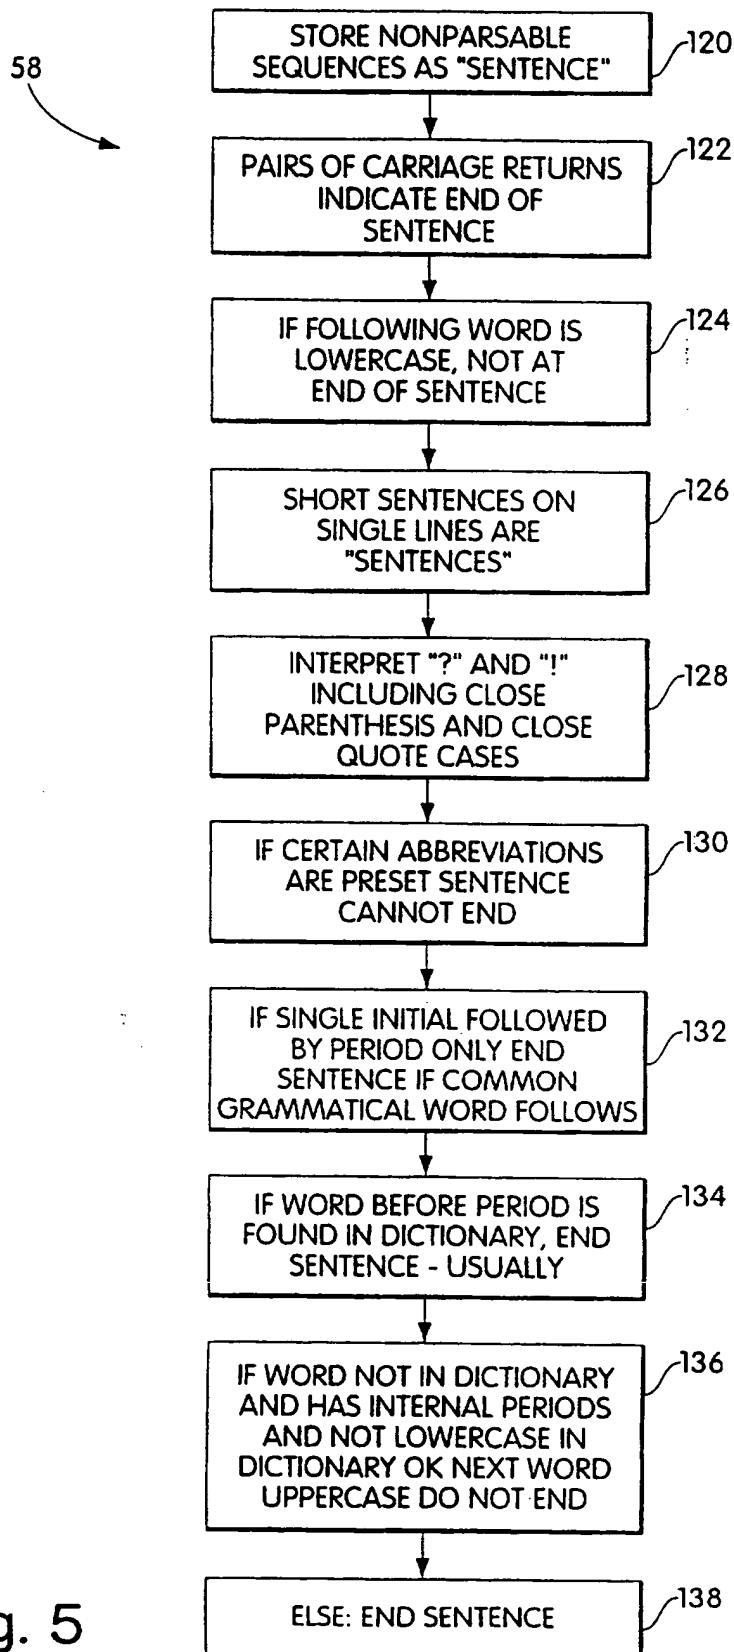 58
STORE NONPARSABLE
SEQUENCES AS "SENTENCE"
120
PAIRS OF CARRIAGE RETURNS
INDICATE END OF
SENTENCE
122
IF FOLLOWING WORD IS
LOWERCASE, NOT AT
END OF SENTENCE
124
SHORT SENTENCES ON
SINGLE LINES ARE
"SENTENCES"
126
INTERPRET "?" AND "!"
INCLUDING CLOSE
PARENTHESIS AND CLOSE
QUOTE CASES
128
IF CERTAIN ABBREVIATIONS
ARE PRESET SENTENCE
CANNOT END
130
IF SINGLE INITIAL FOLLOWED
BY PERIOD ONLY END
SENTENCE IF COMMON
GRAMMATICAL WORD FOLLOWS
132
IF WORD BEFORE PERIOD IS
FOUND IN DICTIONARY, END
SENTENCE - USUALLY
134
IF WORD NOT IN DICTIONARY
AND HAS INTERNAL PERIODS
AND NOT LOWERCASE IN
DICTIONARY OK NEXT WORD
UPPERCASE DO NOT END
136
ELSE: END SENTENCE
138
g. 5